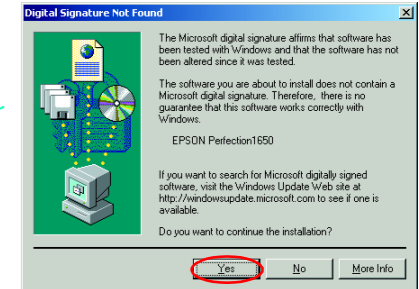 Digital Signature Not Found
The Microsoft digital signature affirms that software has
been tested with Windows and that the software has not
been altered since it was tested.
The software you are about to install does not contain a
Microsoft digital signature. Therefore, there is no
guarantee that this software works correctly with
Windows.
EPSON Perfection1650
If you want to search for Microsoft digitally signed
software, visit the Windows Update Web site at
http://windowsupdate.microsoft.com to see if one is
available.
Do you want to continue the installation?
Yes No More Info